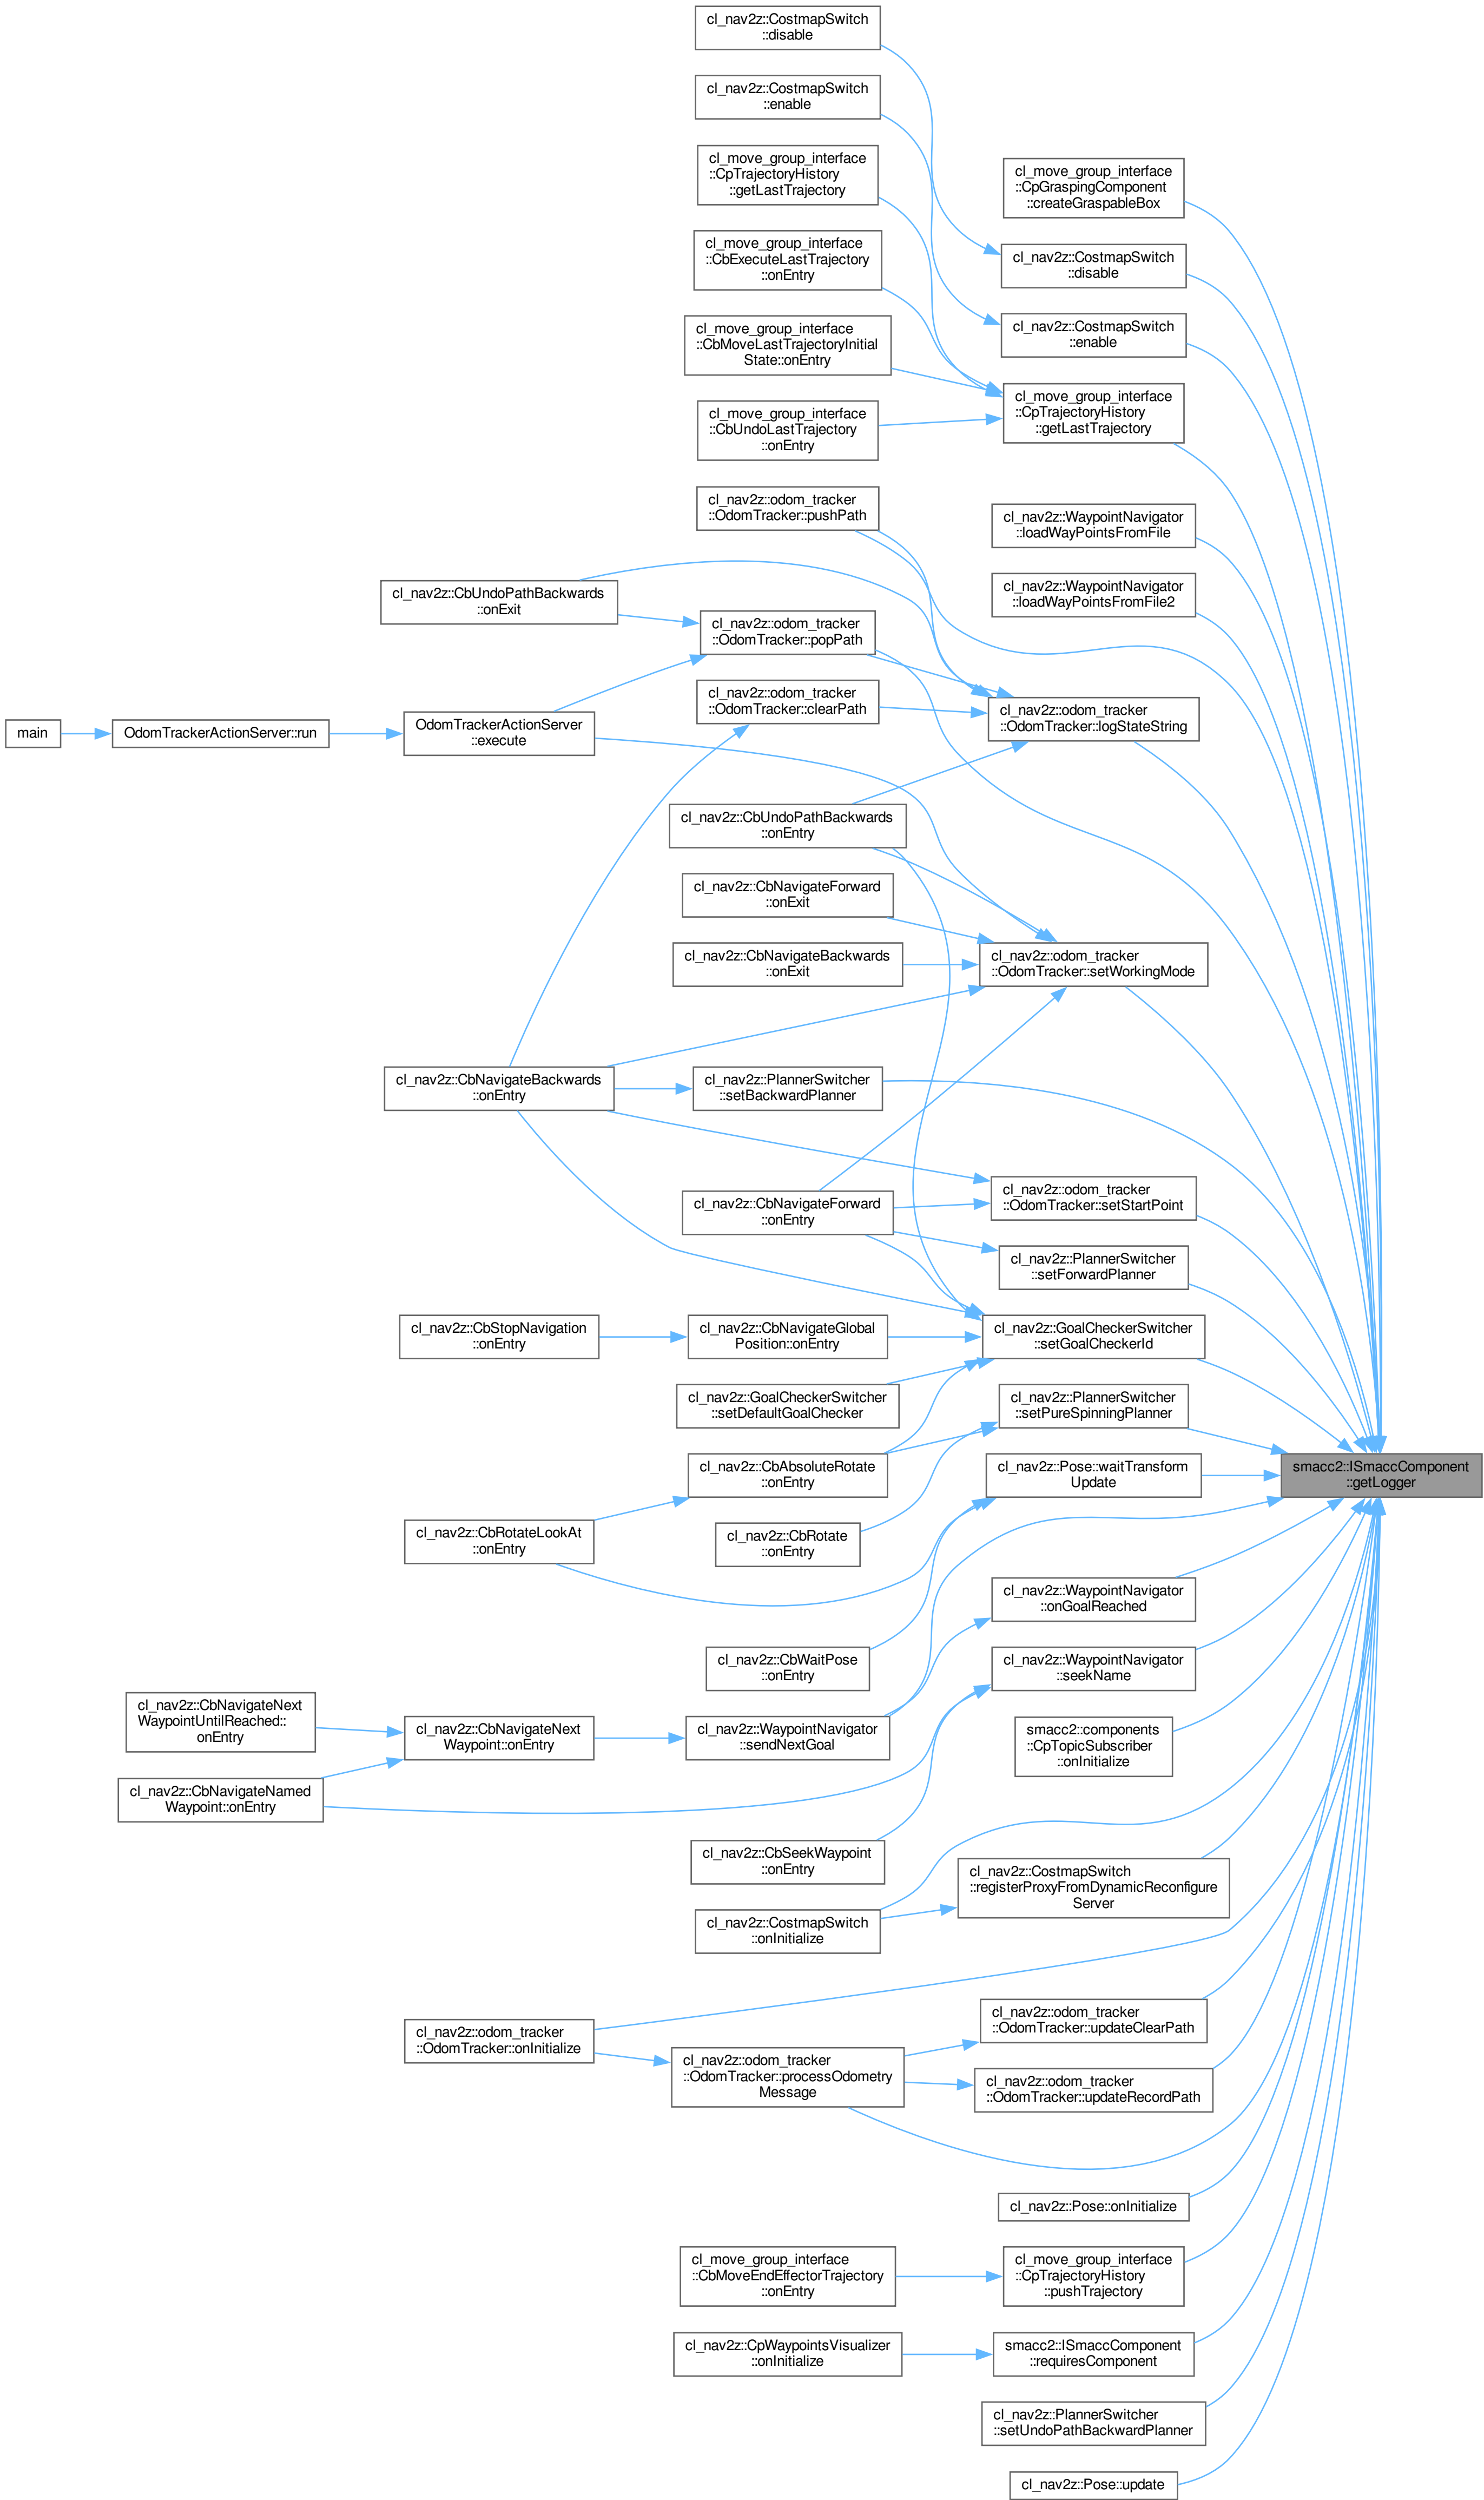 cl_nav2z::CostmapSwitch
::disable
cl_nav2z::CostmapSwitch
::enable
cl_move_group_interface
::CpTrajectoryHistory
::getLastTrajectory
cl_move_group_interface
::CpGraspingComponent
::createGraspableBox
cl_move_group_interface
::CbExecuteLastTrajectory
::onEntry
cl_nav2z::CostmapSwitch
::disable
cl_move_group_interface
::CbMoveLastTrajectoryInitial
State::onEntry
cl_nav2z::CostmapSwitch
::enable
cl_move_group_interface
::CbUndoLastTrajectory
::onEntry
cl_move_group_interface
::CpTrajectoryHistory
::getLastTrajectory
cl_nav2z::odom_tracker
::OdomTracker::pushPath
cl_nav2z::WaypointNavigator
::loadWayPointsFromFile
cl_nav2z::CbUndoPathBackwards
::onExit
cl_nav2z::WaypointNavigator
::loadWayPointsFromFile2
cl_nav2z::odom_tracker
::OdomTracker::popPath
main
OdomTrackerActionServer::run
OdomTrackerActionServer
::execute
cl_nav2z::odom_tracker
::OdomTracker::clearPath
cl_nav2z::odom_tracker
::OdomTracker::logStateString
cl_nav2z::CbUndoPathBackwards
::onEntry
cl_nav2z::CbNavigateForward
::onExit
cl_nav2z::CbNavigateBackwards
::onExit
cl_nav2z::odom_tracker
::OdomTracker::setWorkingMode
cl_nav2z::CbNavigateBackwards
::onEntry
cl_nav2z::PlannerSwitcher
::setBackwardPlanner
cl_nav2z::CbNavigateForward
::onEntry
cl_nav2z::odom_tracker
::OdomTracker::setStartPoint
cl_nav2z::PlannerSwitcher
::setForwardPlanner
cl_nav2z::CbStopNavigation
::onEntry
cl_nav2z::CbNavigateGlobal
Position::onEntry
cl_nav2z::GoalCheckerSwitcher
::setGoalCheckerId
cl_nav2z::GoalCheckerSwitcher
::setDefaultGoalChecker
cl_nav2z::PlannerSwitcher
::setPureSpinningPlanner
cl_nav2z::CbAbsoluteRotate
::onEntry
cl_nav2z::Pose::waitTransform
Update
smacc2::ISmaccComponent
::getLogger
cl_nav2z::CbRotateLookAt
::onEntry
cl_nav2z::CbRotate
::onEntry
cl_nav2z::WaypointNavigator
::onGoalReached
cl_nav2z::CbWaitPose
::onEntry
cl_nav2z::WaypointNavigator
::seekName
cl_nav2z::CbNavigateNext
WaypointUntilReached::
onEntry
cl_nav2z::CbNavigateNext
Waypoint::onEntry
cl_nav2z::WaypointNavigator
::sendNextGoal
smacc2::components
::CpTopicSubscriber
::onInitialize
cl_nav2z::CbNavigateNamed
Waypoint::onEntry
cl_nav2z::CbSeekWaypoint
::onEntry
cl_nav2z::CostmapSwitch
::registerProxyFromDynamicReconfigure
Server
cl_nav2z::CostmapSwitch
::onInitialize
cl_nav2z::odom_tracker
::OdomTracker::updateClearPath
cl_nav2z::odom_tracker
::OdomTracker::onInitialize
cl_nav2z::odom_tracker
::OdomTracker::processOdometry
Message
cl_nav2z::odom_tracker
::OdomTracker::updateRecordPath
cl_nav2z::Pose::onInitialize
cl_move_group_interface
::CbMoveEndEffectorTrajectory
::onEntry
cl_move_group_interface
::CpTrajectoryHistory
::pushTrajectory
cl_nav2z::CpWaypointsVisualizer
::onInitialize
smacc2::ISmaccComponent
::requiresComponent
cl_nav2z::PlannerSwitcher
::setUndoPathBackwardPlanner
cl_nav2z::Pose::update